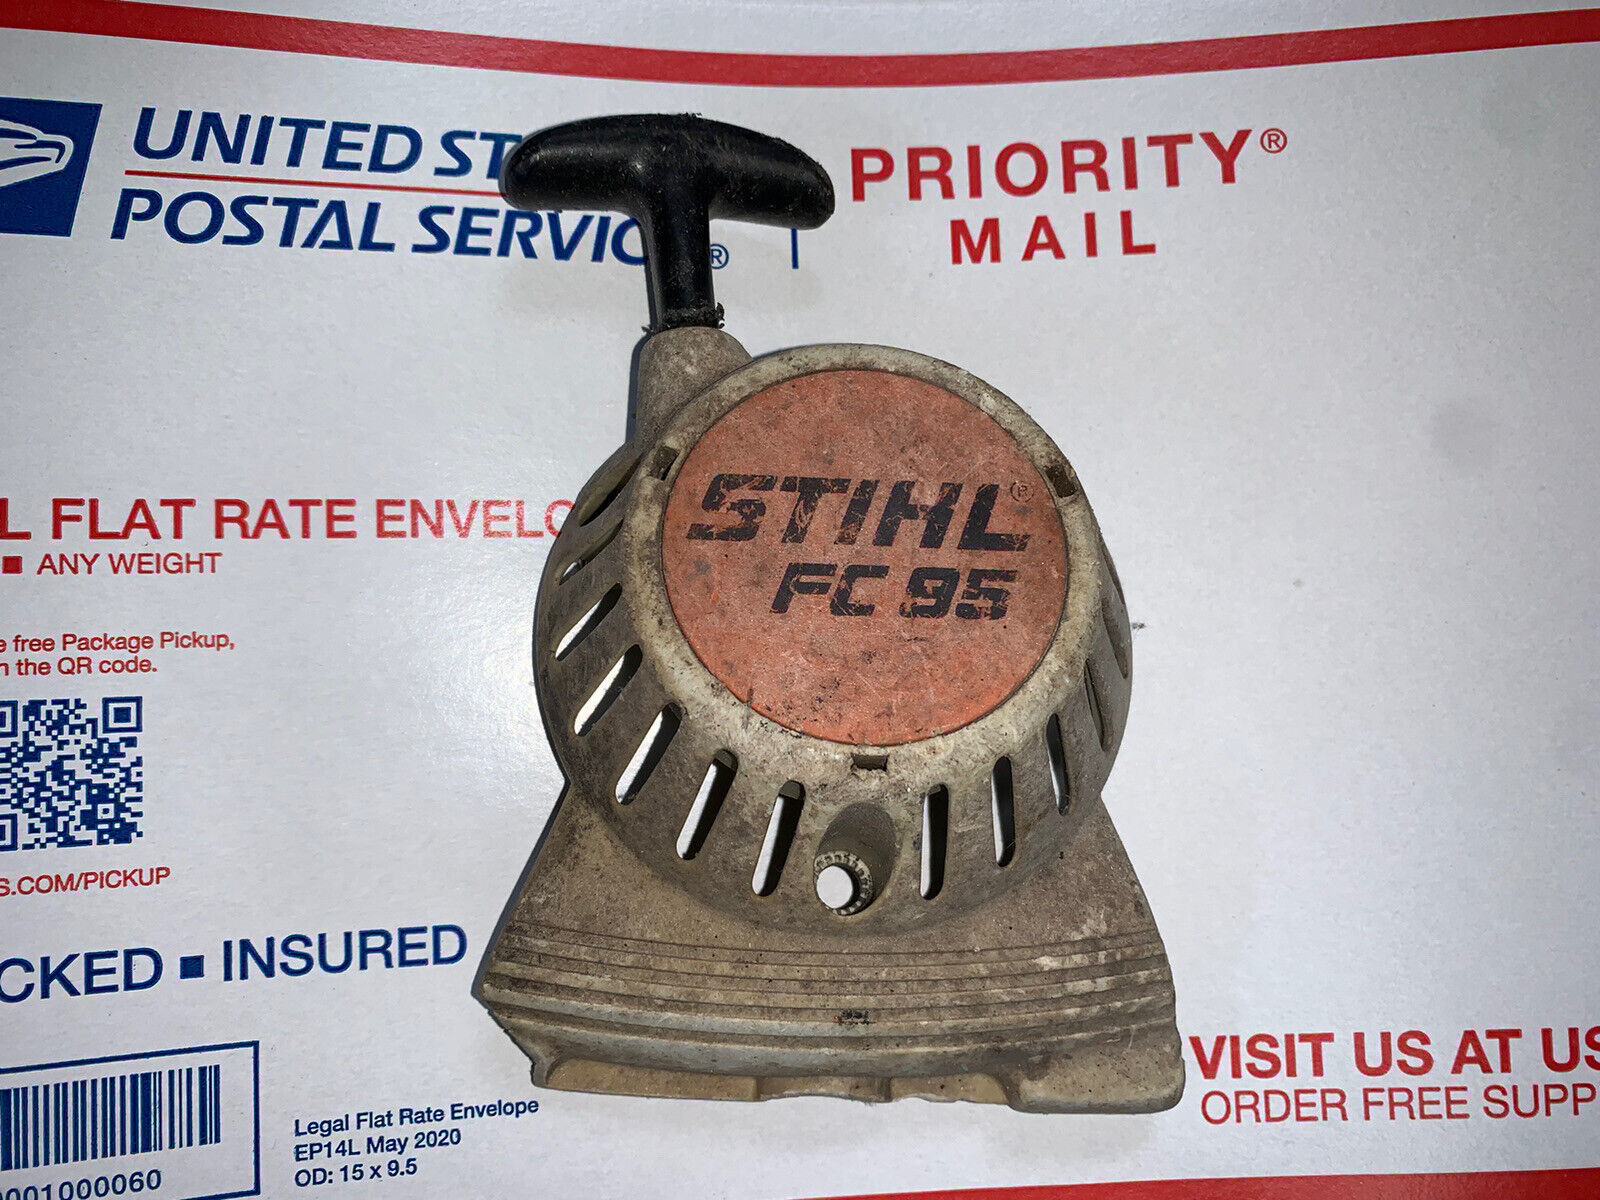 UNITED ST
POSTAL SERVIC ®
PRIORITY®
MAIL
L FLAT RATE ENVELO
■ ANY WEIGHT
e free Package Pickup,
n the QR code.
S.COM/PICKUP
CKED ■ INSURED
0001000060
Legal Flat Rate Envelope
EP14L May 2020
OD: 15 x 9.5
STIHL®
FC 95
VISIT US AT US
ORDER FREE SUPP